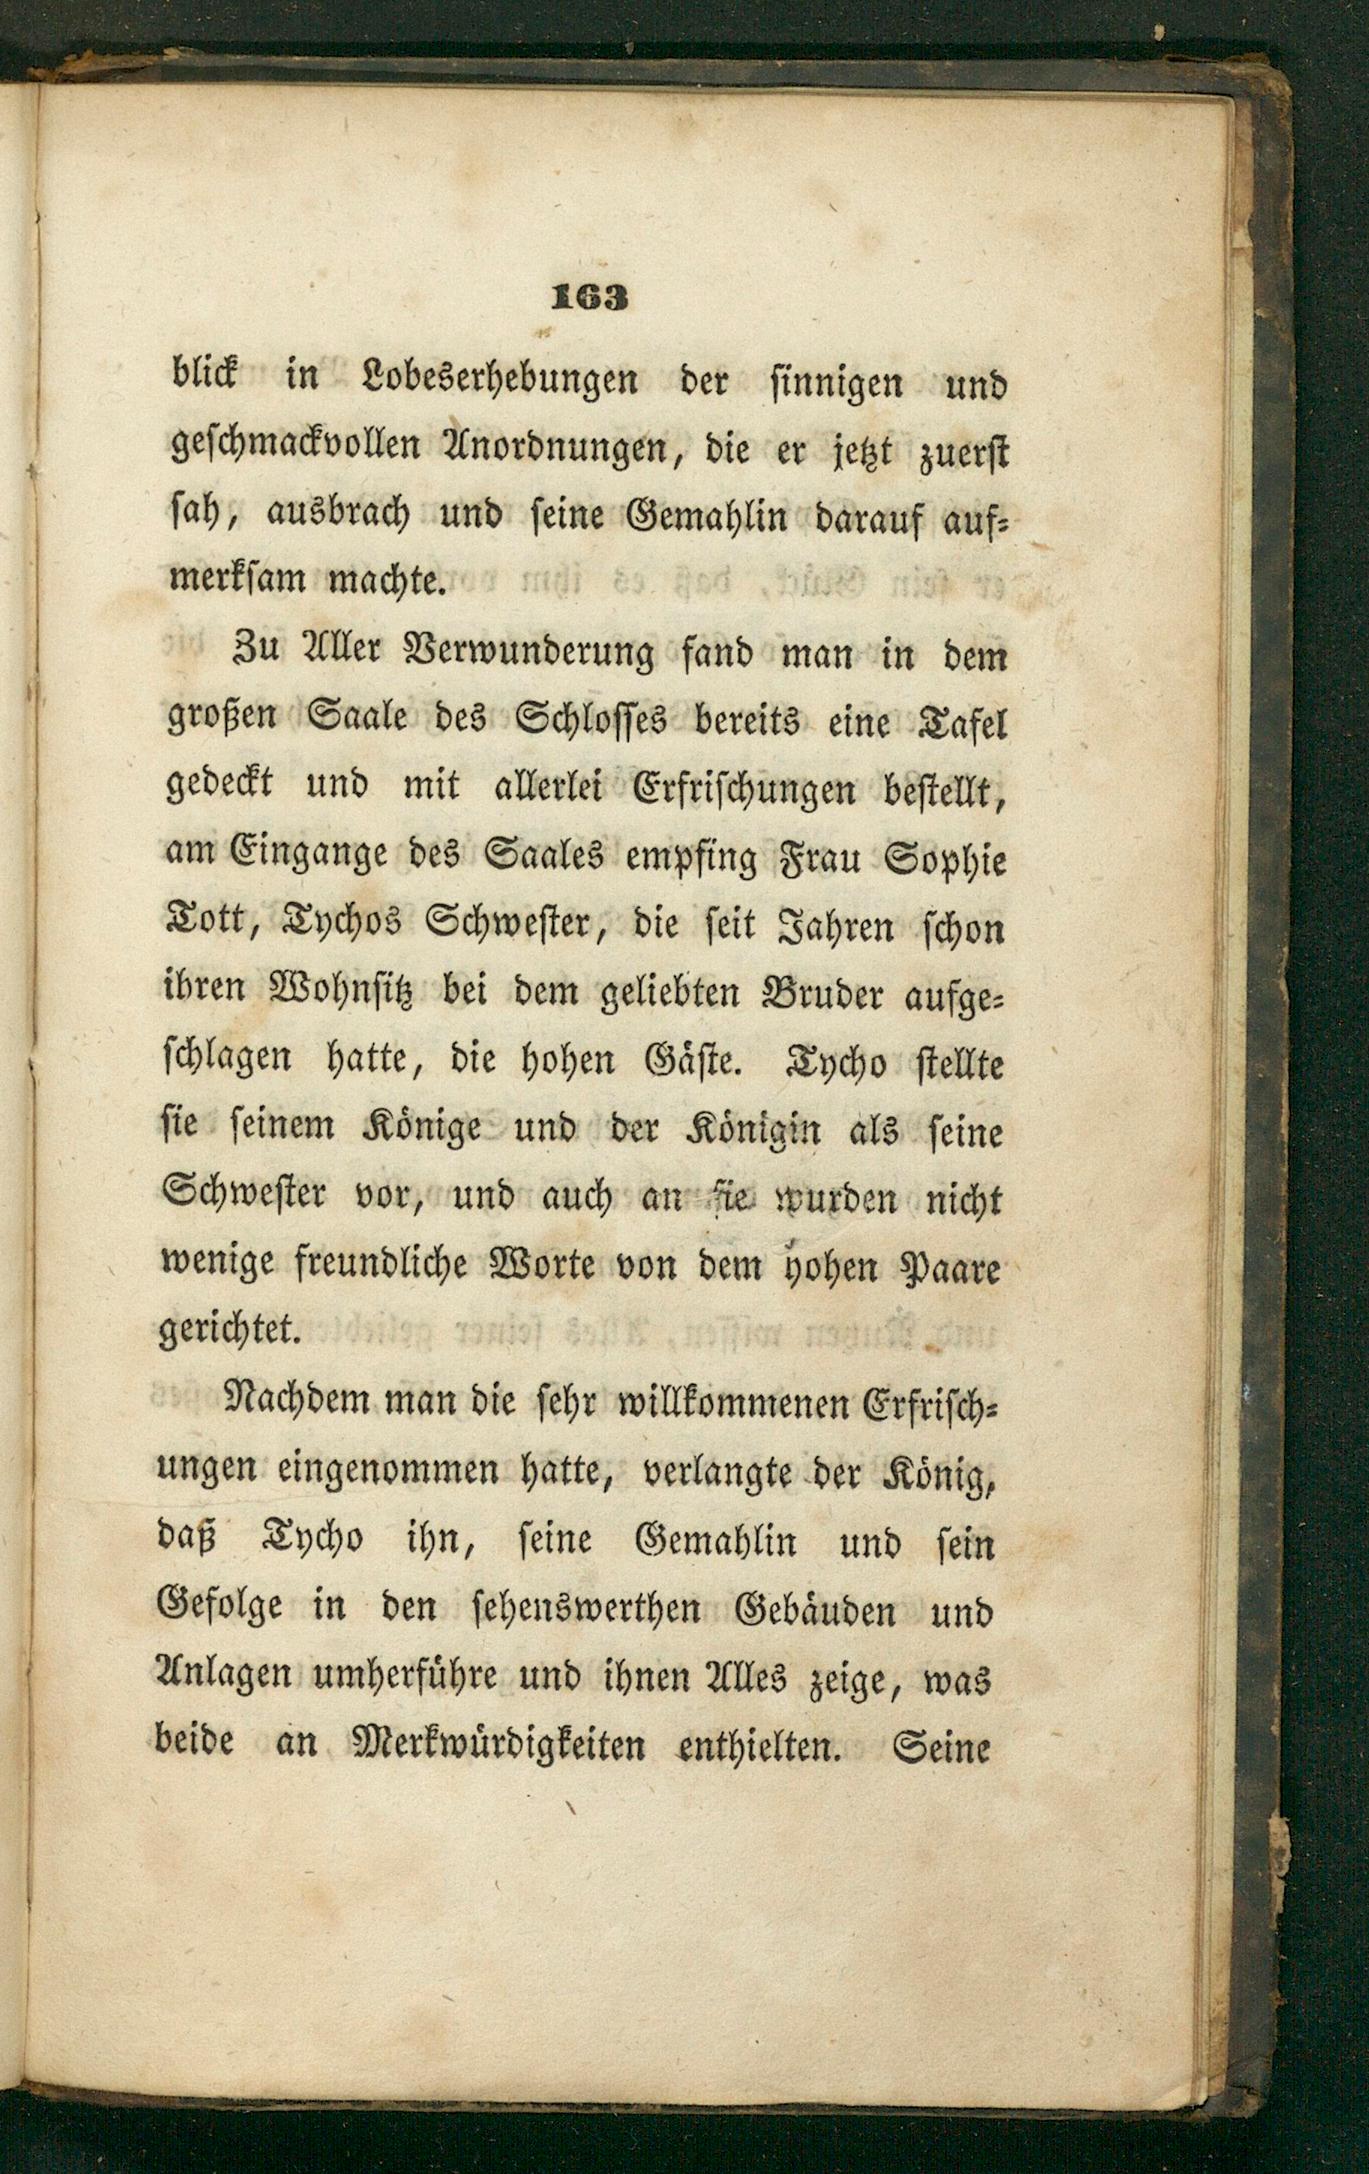 163
blick in Lobeserhebungen der sinnigen und
geschmackvollen Anordnungen, die er jetzt zuerst
sah, ausbrach und seine Gemahlin darauf auf-
merksam machte.
Zu Aller Verwunderung fand man in dem
großen Saale des Schlosses bereits eine Tafel
gedeckt und mit allerlei Erfrischungen bestellt,
am Eingange des Saales empfing Frau Sophie
Tott, Tychos Schwester, die seit Jahren schon
ihren Wohnsitz bei dem geliebten Bruder aufge-
schlagen hatte, die hohen Gäste. Tycho stellte
sie seinem Könige und der Königin als seine
Schwester vor, und auch an sie wurden nicht
wenige freundliche Worte von dem hohen Paare
gerichtet.
Nachdem man die sehr willkommenen Erfrisch-
ungen eingenommen hatte, verlangte der König,
daß Tycho ihn, seine Gemahlin und sein
Gefolge in den sehenswerthen Gebäuden und
Anlagen umherführe und ihnen Alles zeige, was
beide an Merkwürdigkeiten enthielten. Seine